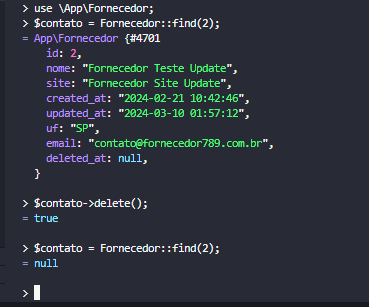 > use \App\Fornecedor;
> $contato = Fornecedor::find(2);
= App\Fornecedor {#4701
id: 2,
nome: "Fornecedor Teste Update",
site: "Fornecedor Site Update",
created_at: "2024-02-21 10:42:46",
updated_at: "2024-03-10 01:57:12",
uf: "SP",
email: "contato@fornecedor789.com.br",
deleted_at: null,
}
> $contato->delete();
= true
> $contato = Fornecedor::find(2);
= null
>